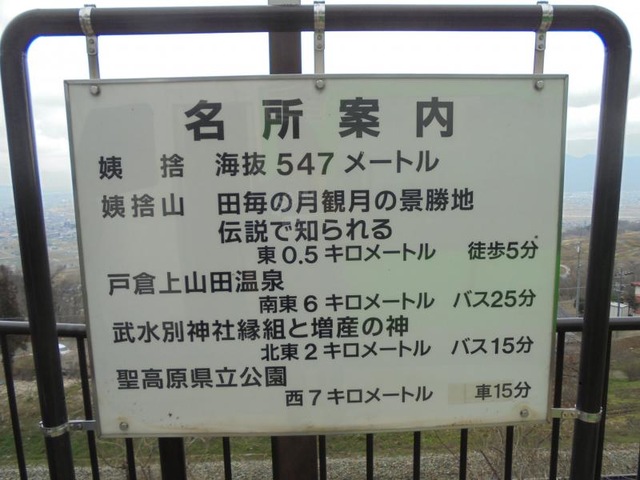 名所案内
姨捨 海抜547メートル
姨捨山 田毎の月観月の景勝地
伝説で知られる
東0.5キロメートル 徒歩5分
戸倉上山田温泉
南東6キロメートル バス25分
武水別神社縁組と増産の神
北東2キロメートル バス15分
聖高原県立公園
西7キロメートル 車15分